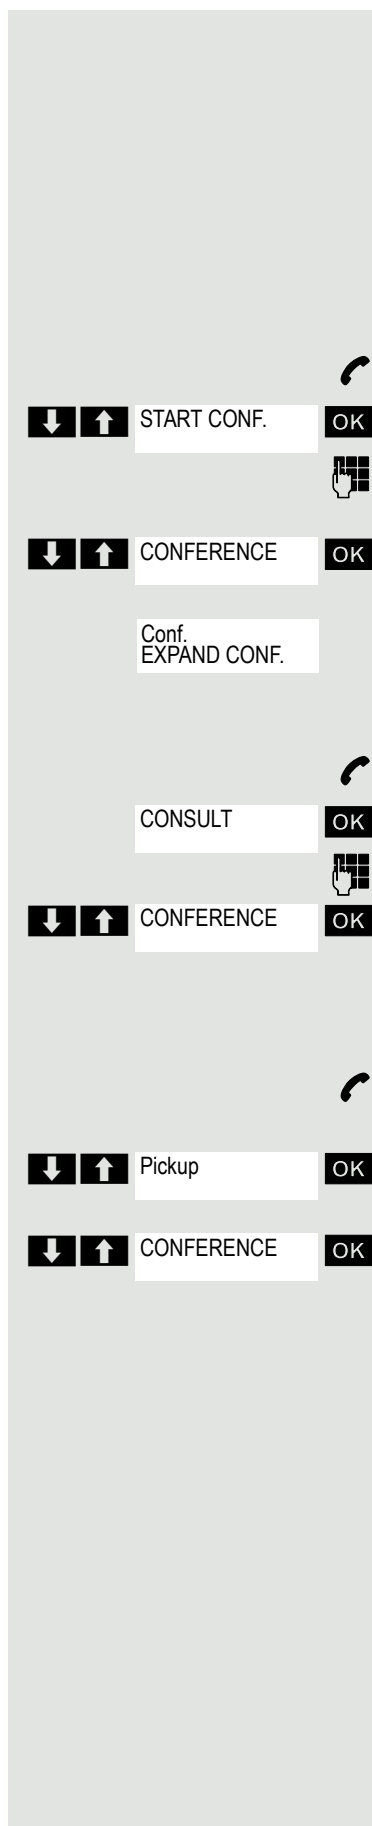 START CONF. OK
CONFERENCE OK
Conf.
EXPAND CONF.
CONSULT OK
CONFERENCE OK
Pickup OK
CONFERENCE OK